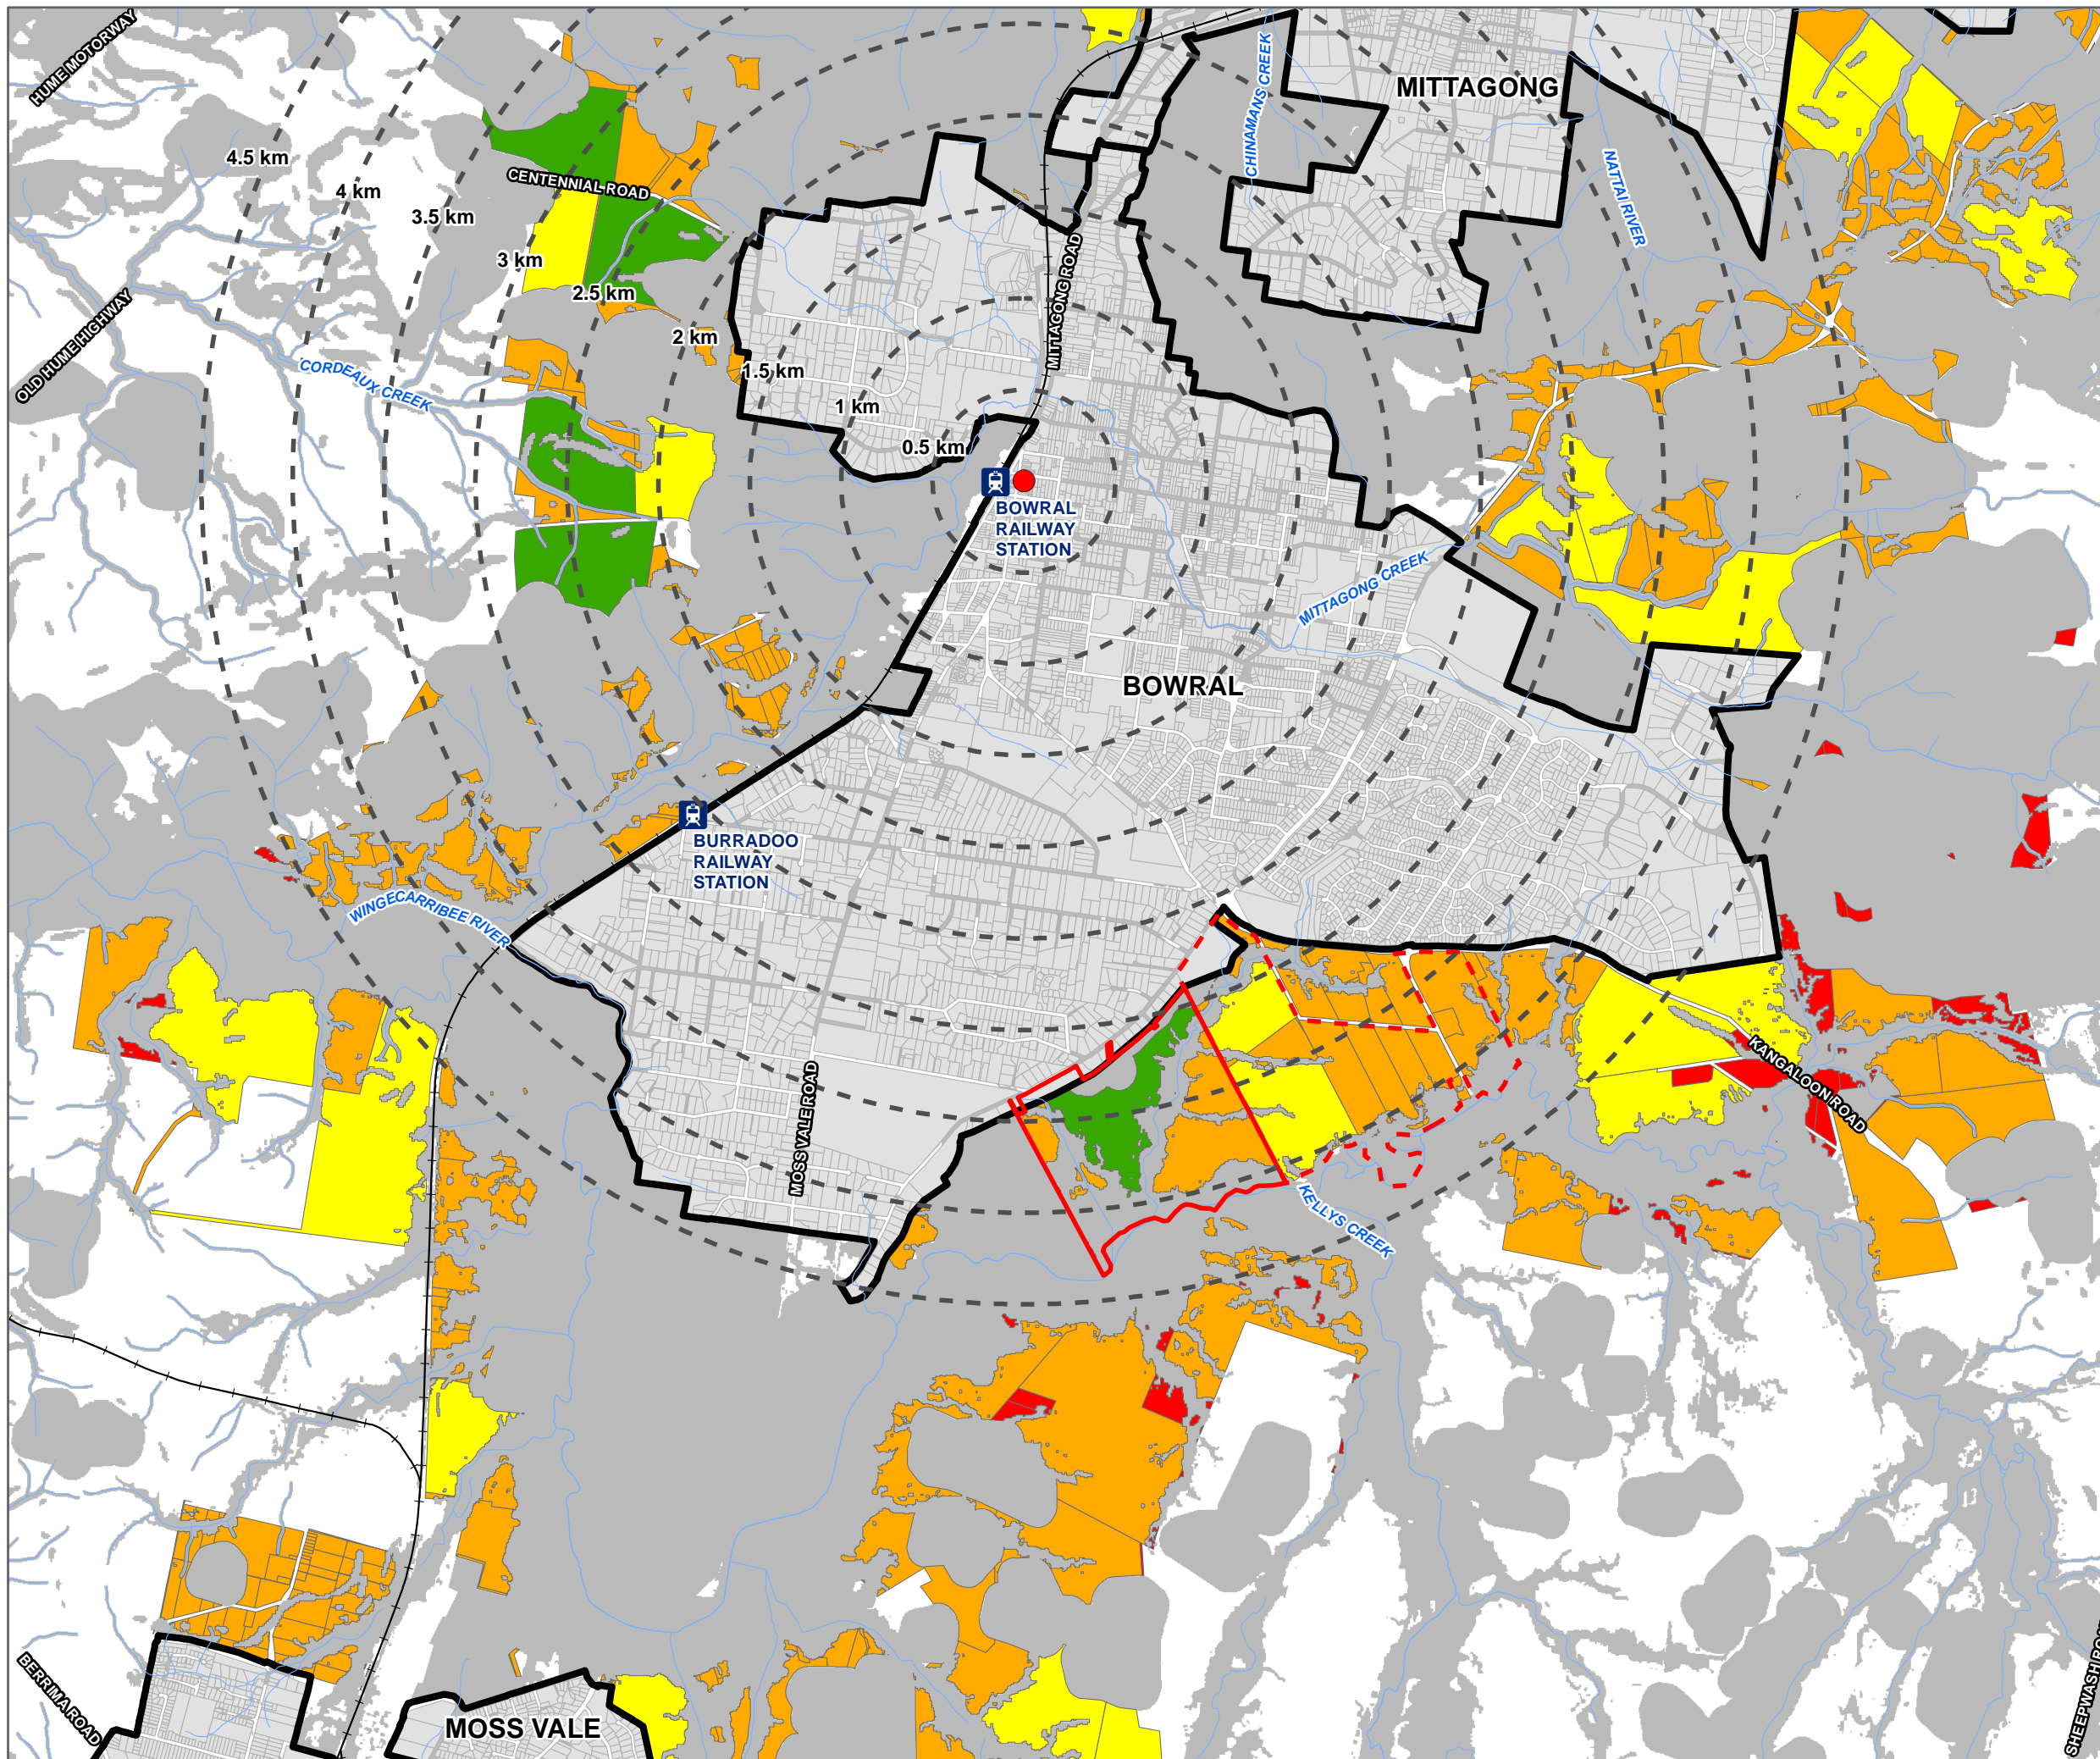 HUME MOTORWAY
MITTAGONG
CHINAMANS CREEK
NATTAI RIVER
4.5 km
4 km
3.5 km
3 km
2.5 km
2 km
1.5 km
1 km
0.5 km
CENTENNIAL ROAD
MITTAGONG ROAD
OLD HUME HIGHWAY
CORDEAUX CREEK
BOWRAL
RAILWAY
STATION
MITTAGONG CREEK
BOWRAL
BURRADOO
RAILWAY
STATION
WINGECARRIBEE RIVER
MOSS VALE ROAD
KANGALOON ROAD
KELLYS CREEK
BERRIMA ROAD
MOSS VALE
SHEEPWASH